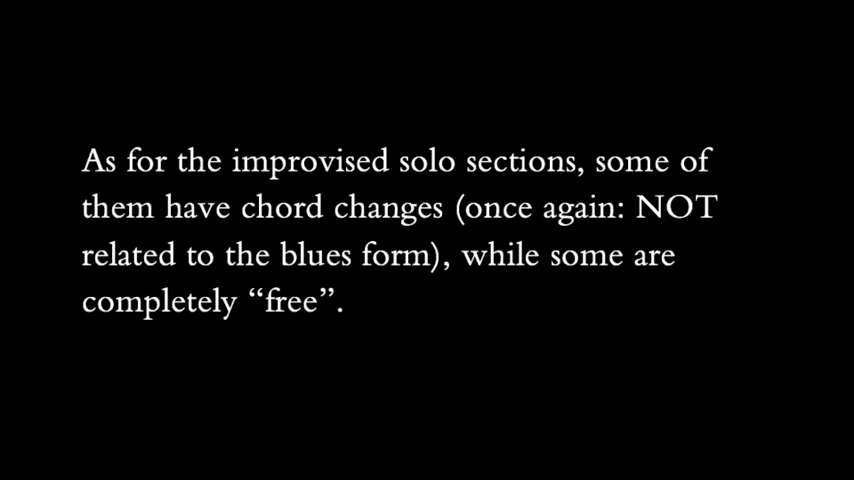 As for the improvised solo sections, some of
them have chord changes (once again: NOT
related to the blues form), while some are
completely “free”.